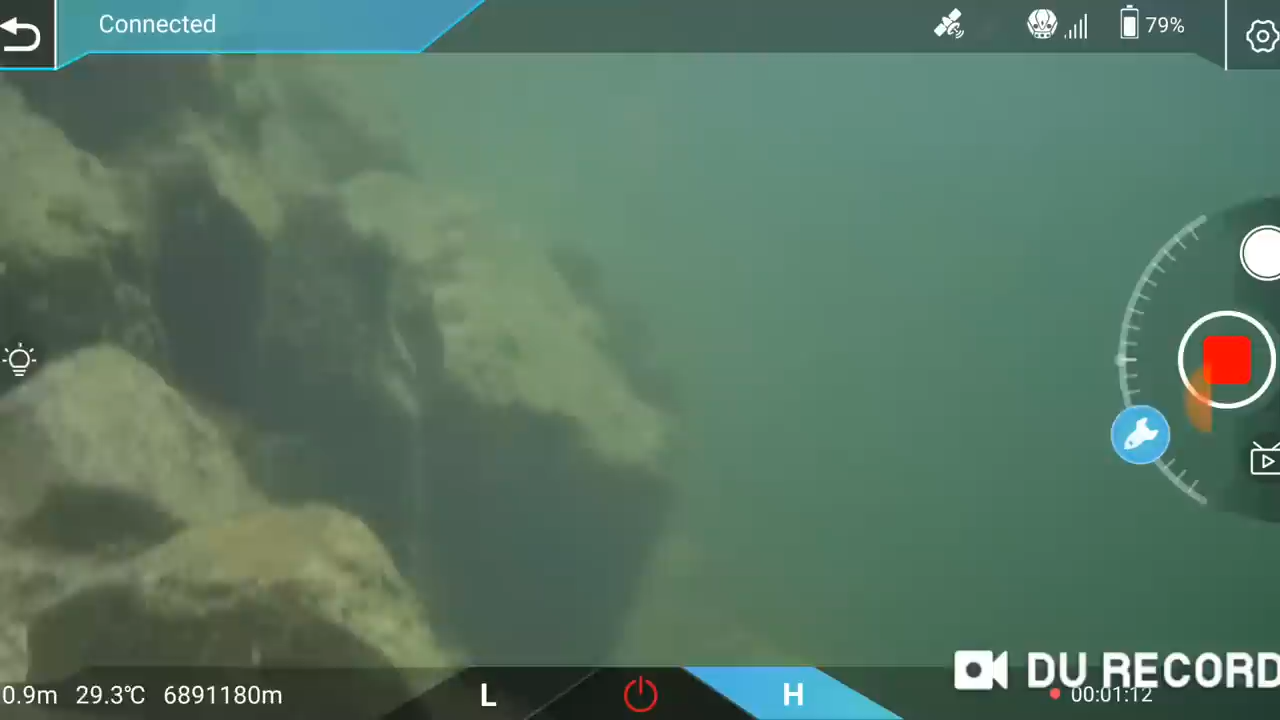 Connected
79%
0.9m 29.3℃ 6891180m
L
H
DU RECORD
00:01:12